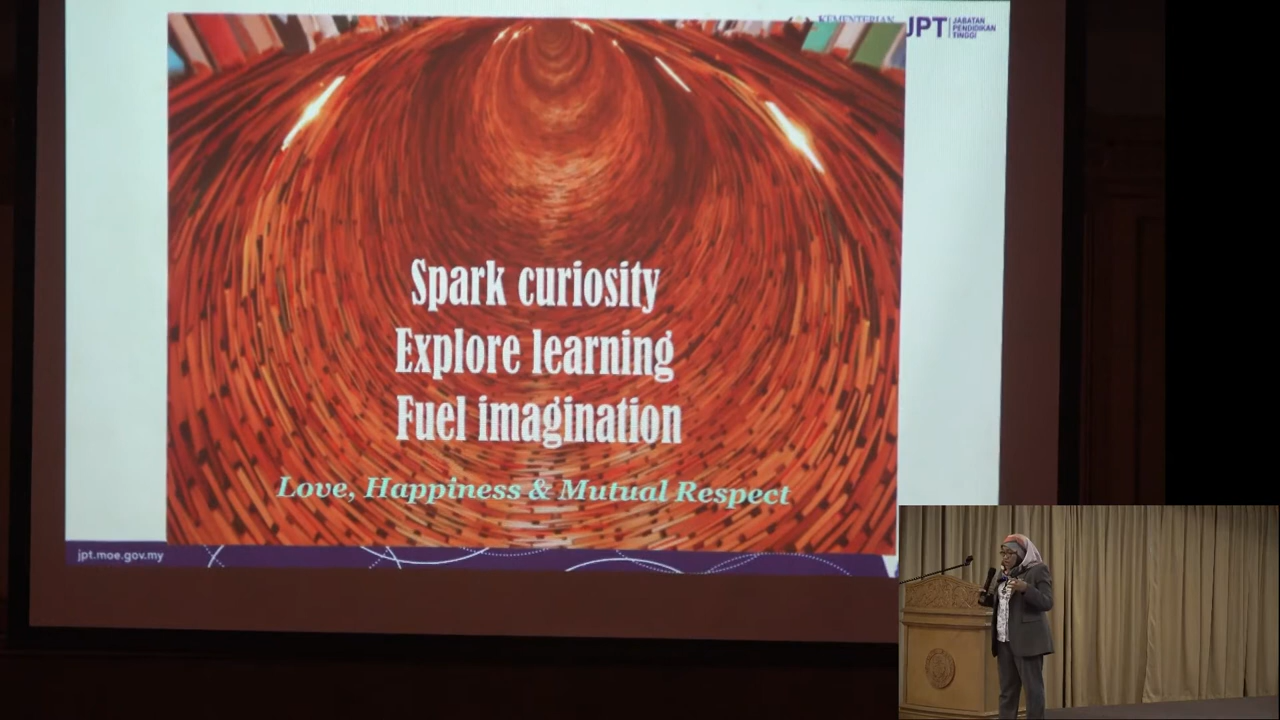 KEMENTERIAN
JPT
JABATAN
PENDIDIKAN
TINGGI
Spark curiosity
Explore learning
Fuel imagination
Love, Happiness & Mutual Respect
jpt.moe.gov.my